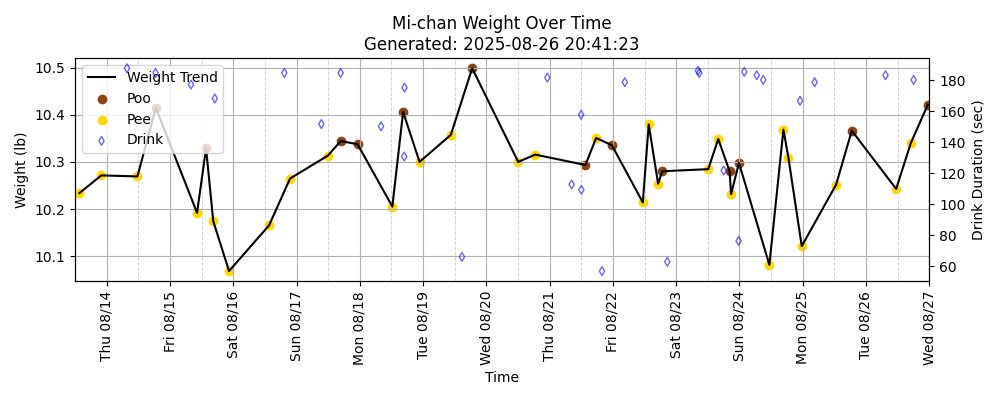 Mi-chan Weight Over Time
Generated: 2025-08-26 20:41:23
Weight Trend
Poo
Pee
Drink
Weight (lb)
10.5
10.4
10.3
10.2
10.1
180
160
140
120
100
80
60
Drink Duration (sec)
Thu 08/14
Fri 08/15
Sat 08/16
Sun 08/17
Mon 08/18
Tue 08/19
Wed 08/20
Thu 08/21
Fri 08/22
Sat 08/23
Sun 08/24
Mon 08/25
Tue 08/26
Wed 08/27
Time